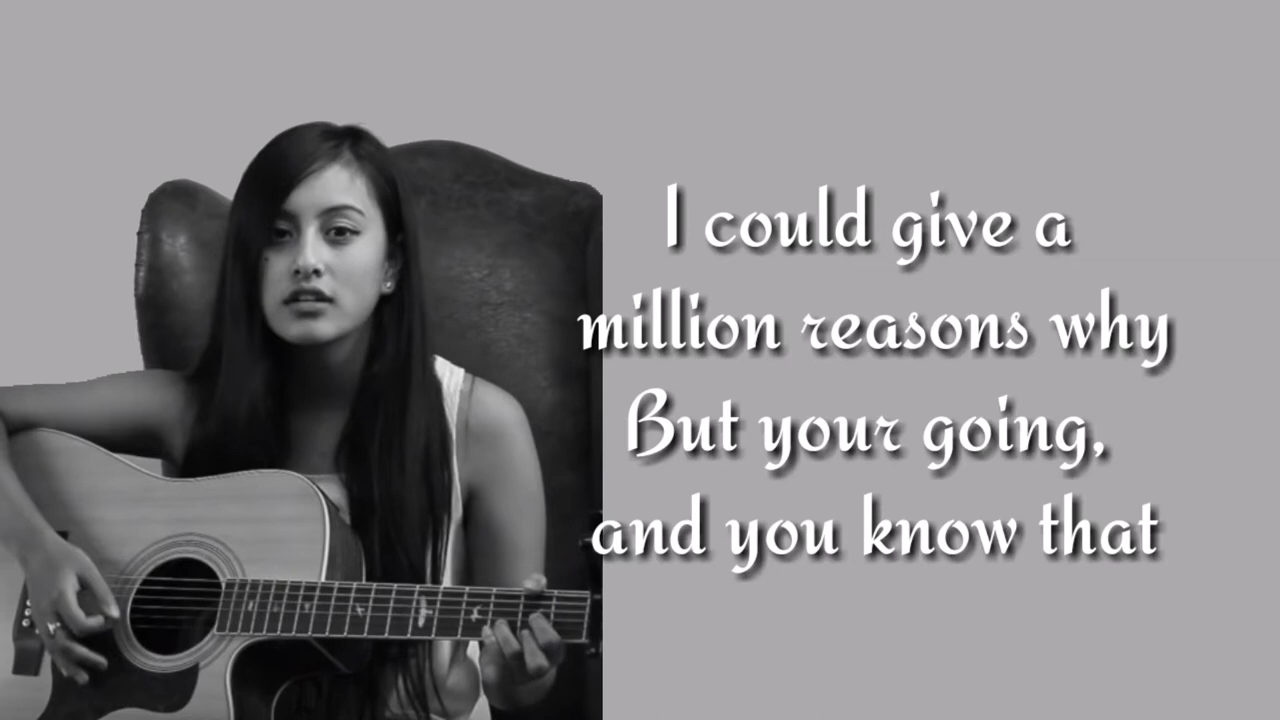 I could give a
million reasons why
But your going,
and you know that